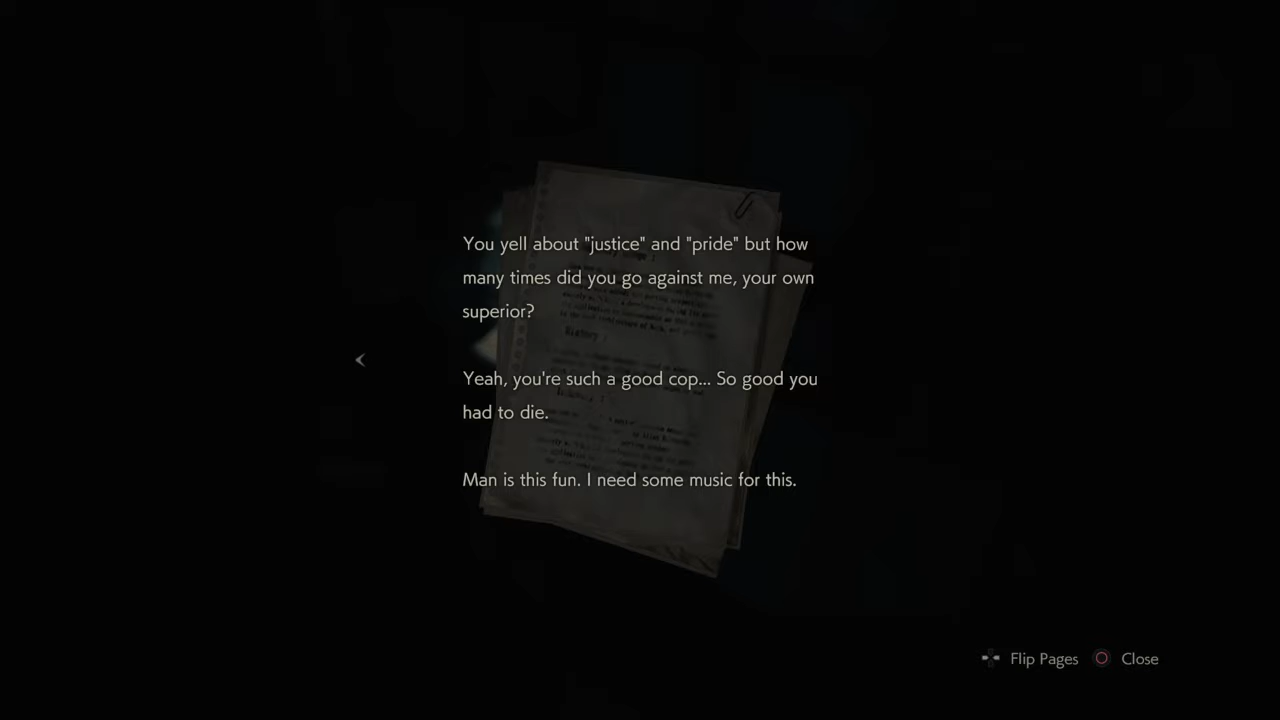 You yell about "justice" and "pride" but how
many times did you go against me, your own
superior?
Yeah, you're such a good cop... So good you
had to die.
Man is this fun. I need some music for this.
History
Flip Pages
Close